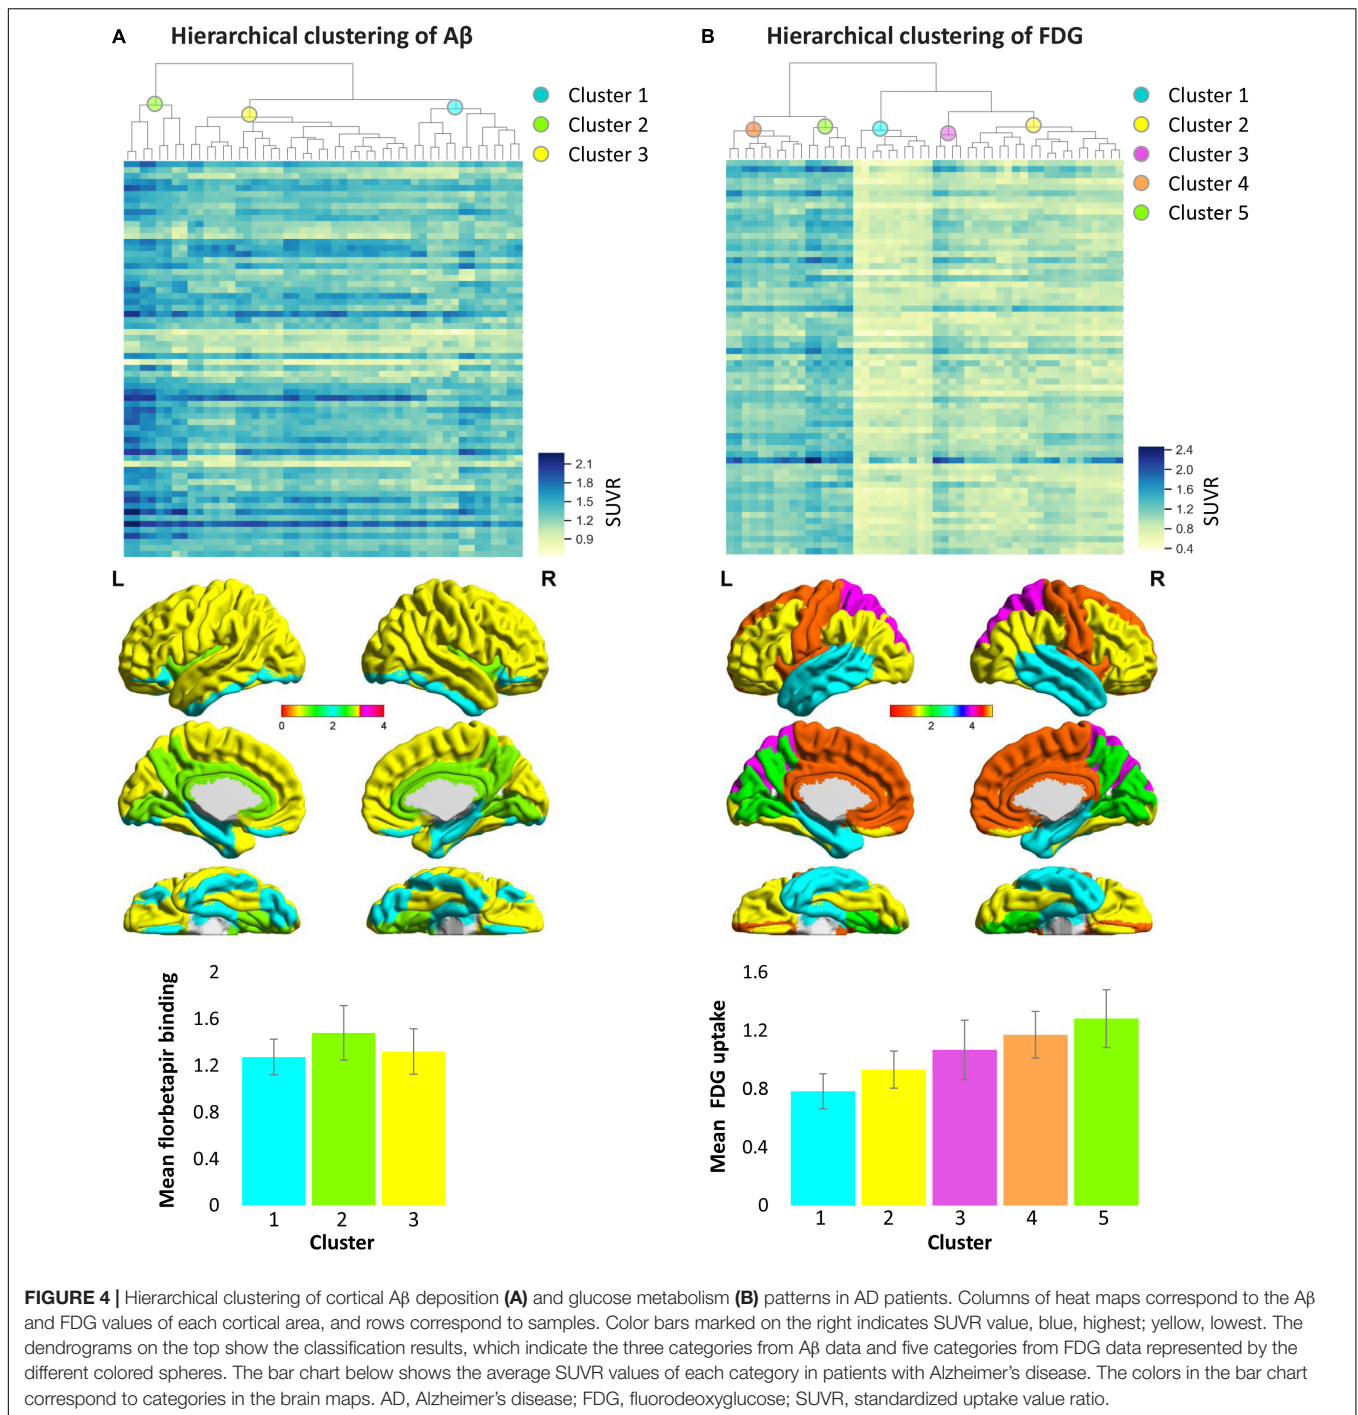 A Hierarchical clustering of Aβ
Cluster 1
Cluster 2
Cluster 3
2.1
1.8
1.5
1.2
0.9
SUVR
B Hierarchical clustering of FDG
Cluster 1
Cluster 2
Cluster 3
Cluster 4
Cluster 5
2.4
2.0
1.6
1.2
0.8
0.4
SUVR
L R
0 2 4
L R
2 4
Mean florbetapir binding
2
1.6
1.2
0.8
0.4
0
1 2 3
Cluster
Mean FDG uptake
1.6
1.2
0.8
0.4
0
1 2 3 4 5
Cluster
FIGURE 4 | Hierarchical clustering of cortical Aβ deposition (A) and glucose metabolism (B) patterns in AD patients. Columns of heat maps correspond to the Aβ
and FDG values of each cortical area, and rows correspond to samples. Color bars marked on the right indicates SUVR value, blue, highest; yellow, lowest. The
dendrograms on the top show the classification results, which indicate the three categories from Aβ data and five categories from FDG data represented by the
different colored spheres. The bar chart below shows the average SUVR values of each category in patients with Alzheimer's disease. The colors in the bar chart
correspond to categories in the brain maps. AD, Alzheimer's disease; FDG, fluorodeoxyglucose; SUVR, standardized uptake value ratio.